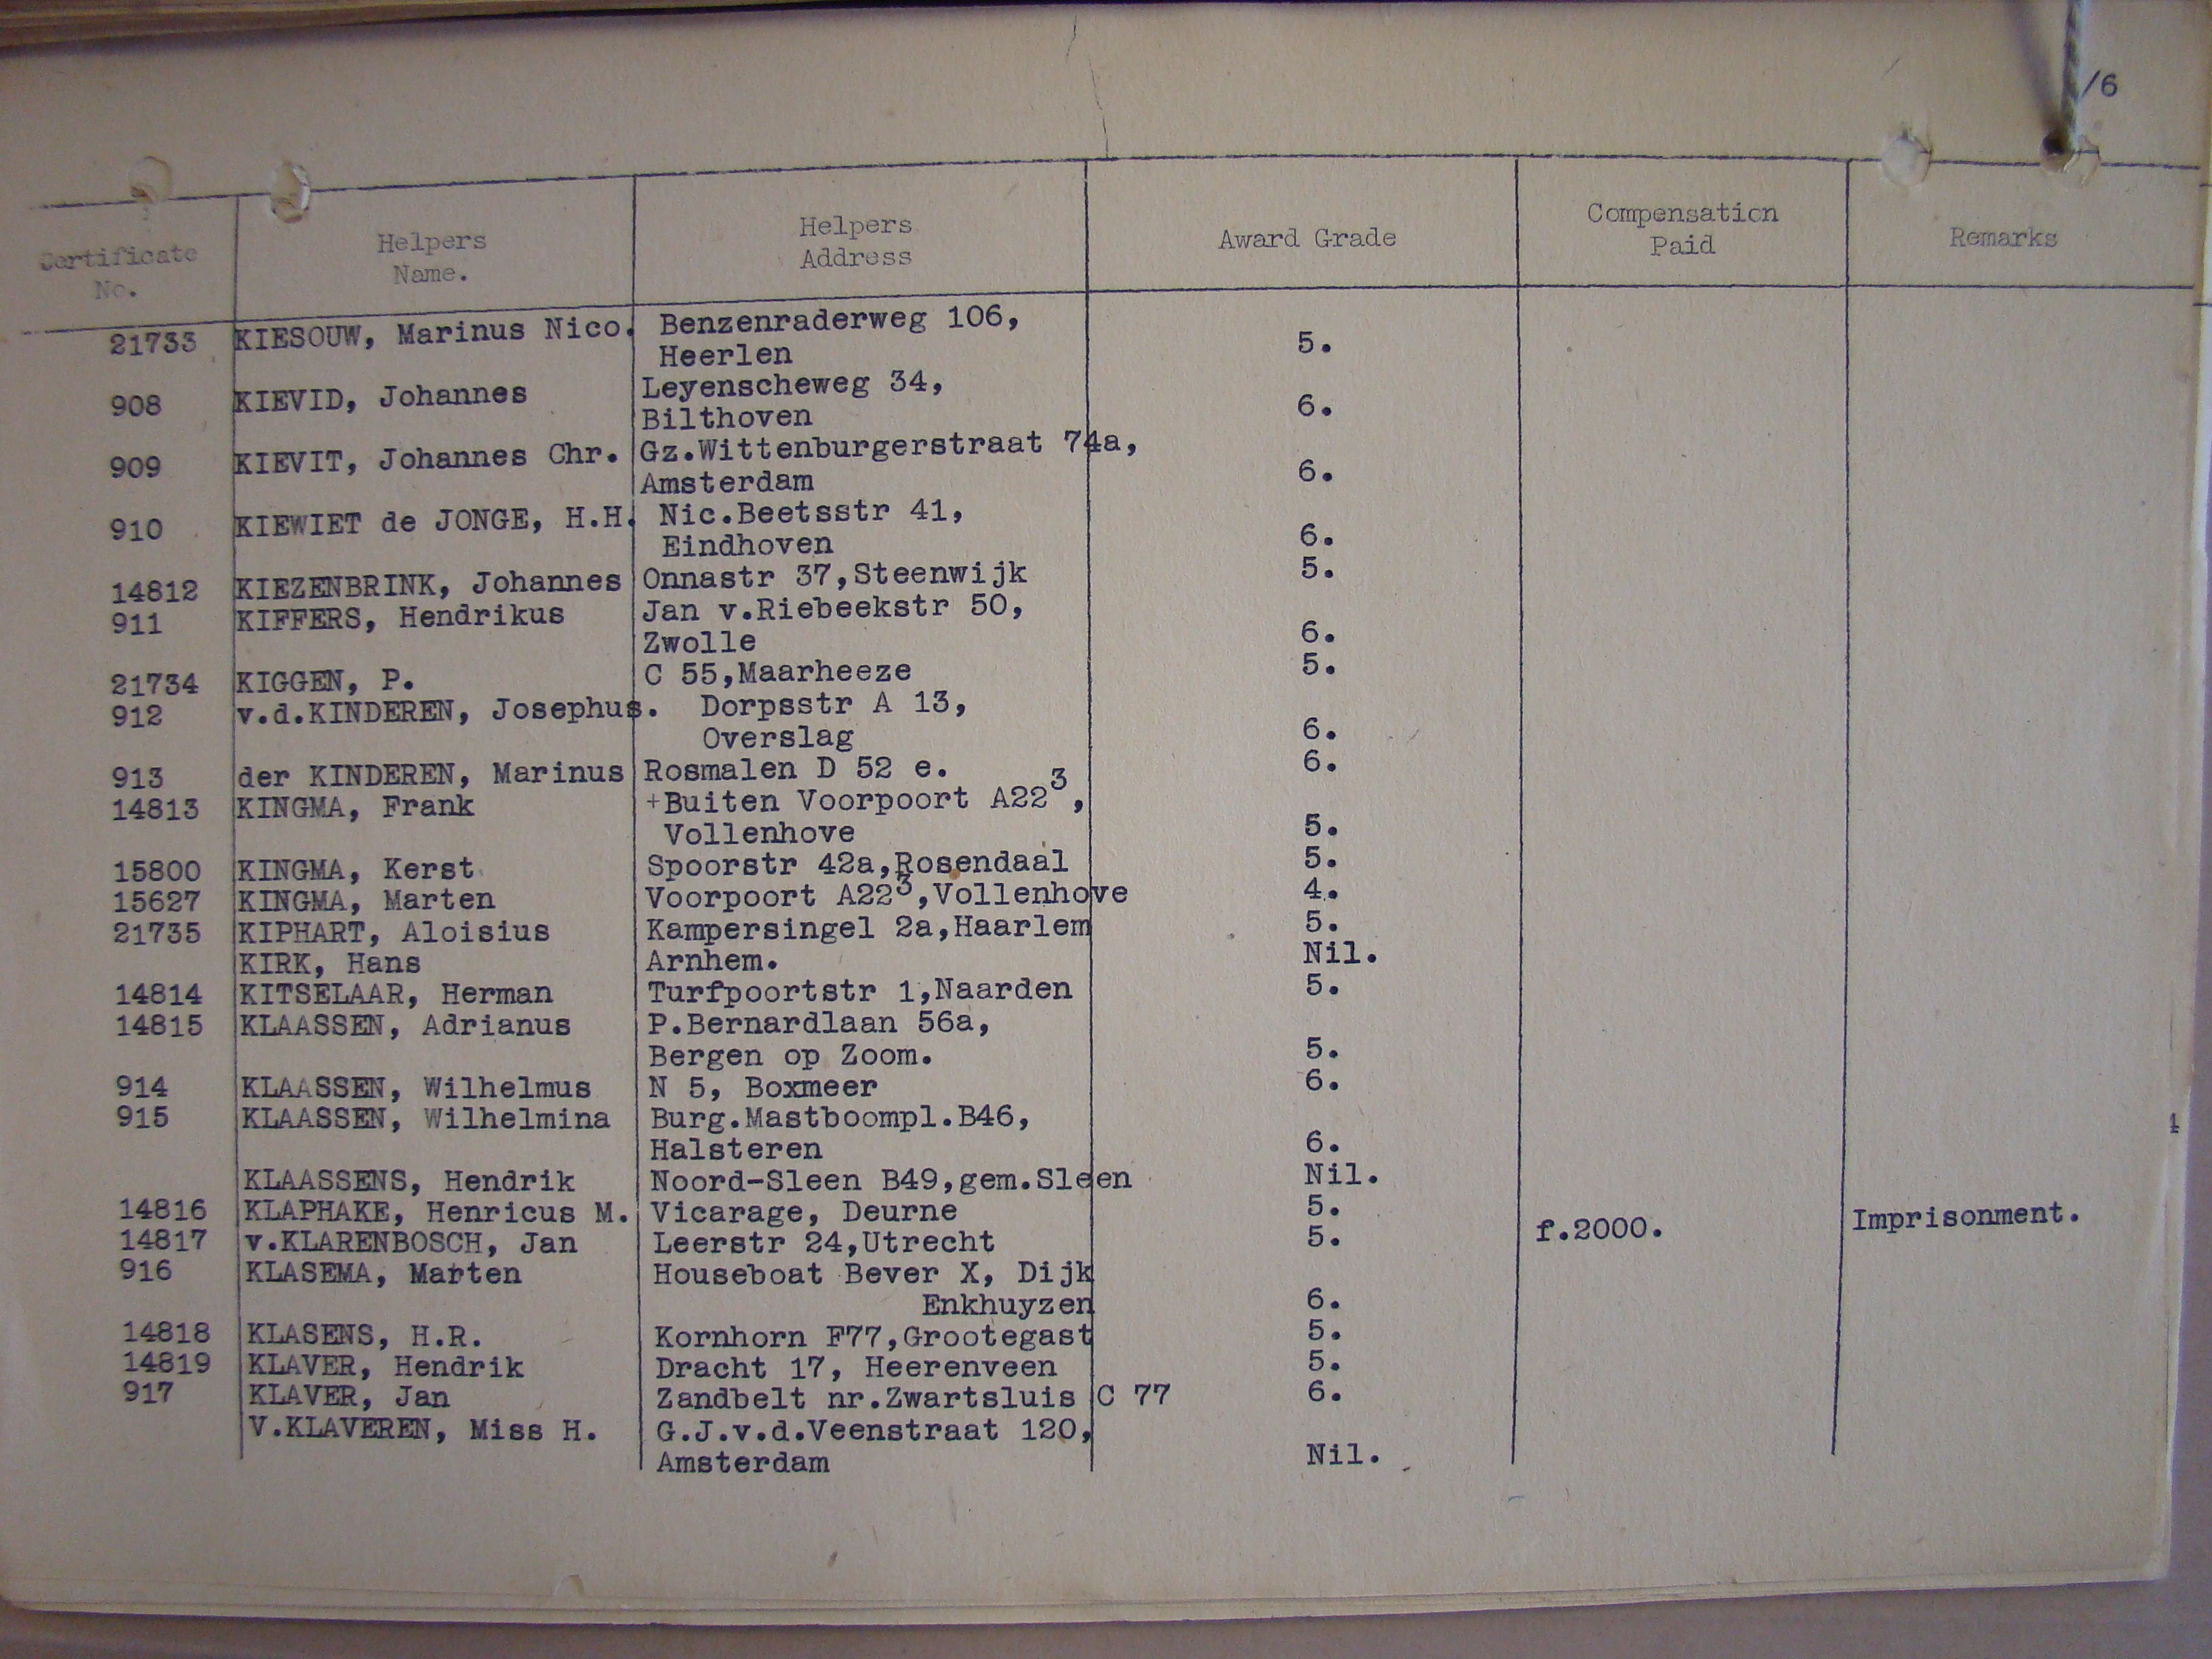 /6
Certificate No. Helpers Name. Helpers Address Award Grade Compensation Paid Remarks
21733 KIESOUW, Marinus Nico. Benzenraderweg 106,
Heerlen 5.
908 KIEVID, Johannes Leyenscheweg 34,
Bilthoven 6.
909 KIEVIT, Johannes Chr. Gz.Wittenburgerstraat 74a,
Amsterdam 6.
910 KIEWIET de JONGE, H.H. Nic.Beetsstr 41,
Eindhoven 6.
14812 KIEZENBRINK, Johannes Onnastr 37,Steenwijk 5.
911 KIFFERS, Hendrikus Jan v.Riebeekstr 50,
Zwolle 6.
21734 KIGGEN, P. C 55,Maarheeze 5.
912 v.d.KINDEREN, Josephus. Dorpsstr A 13,
Overslag 6.
913 der KINDEREN, Marinus Rosmalen D 52 e. 6.
14813 KINGMA, Frank +Buiten Voorpoort A22³,
Vollenhove 5.
15800 KINGMA, Kerst Spoorstr 42a,Rosendaal 5.
15627 KINGMA, Marten Voorpoort A22³,Vollenhove 4.
21735 KIPHART, Aloisius Kampersingel 2a,Haarlem 5.
KIRK, Hans Arnhem. Nil.
14814 KITSELAAR, Herman Turfpoortstr 1,Naarden 5.
14815 KLAASSEN, Adrianus P.Bernardlaan 56a,
Bergen op Zoom. 5.
914 KLAASSEN, Wilhelmus N 5, Boxmeer 6.
915 KLAASSEN, Wilhelmina Burg.Mastboompl.B46,
Halsteren 6.
KLAASSENS, Hendrik Noord-Sleen B49,gem.Sleen Nil.
14816 KLAPHAKE, Henricus M. Vicarage, Deurne 5.
14817 v.KLARENBOSCH, Jan Leerstr 24,Utrecht 5. f.2000. Imprisonment.
916 KLASEMA, Marten Houseboat Bever X, Dijk
Enkhuyzen 6.
14818 KLASENS, H.R. Kornhorn F77,Grootegast 5.
14819 KLAVER, Hendrik Dracht 17, Heerenveen 5.
917 KLAVER, Jan Zandbelt nr.Zwartsluis C 77 6.
V.KLAVEREN, Miss H. G.J.v.d.Veenstraat 120,
Amsterdam Nil.